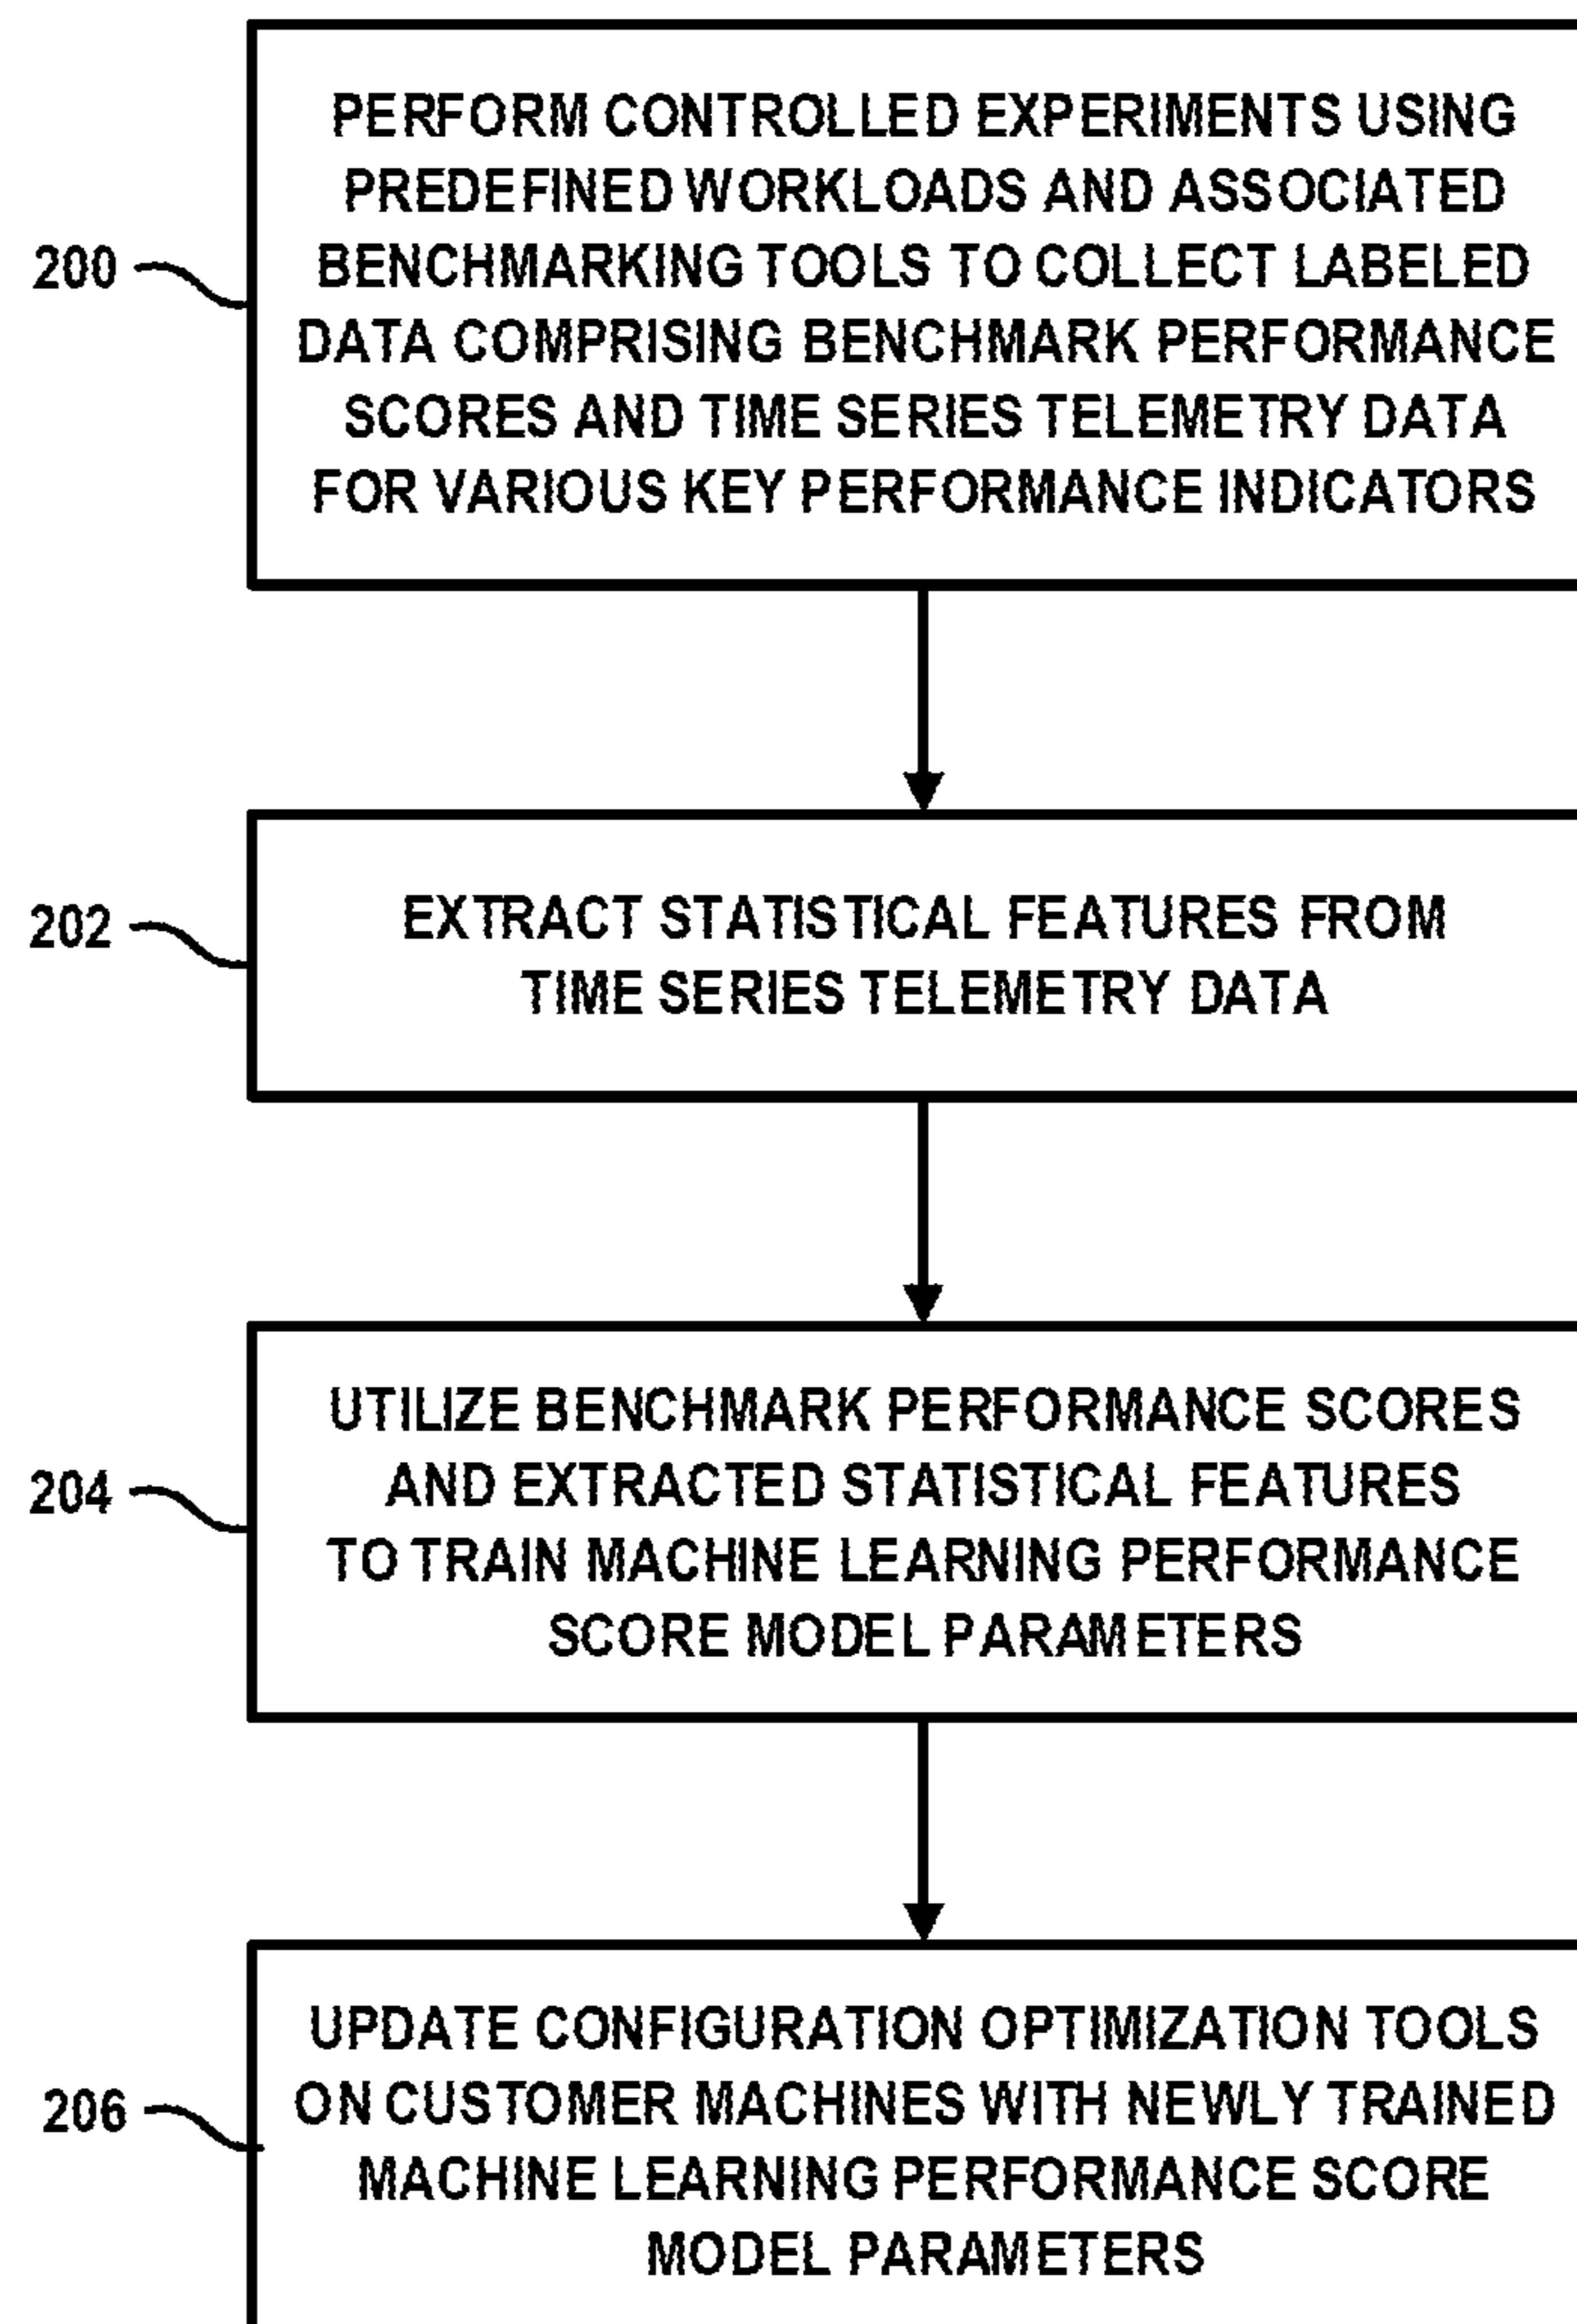 PERFORM CONTROLLED EXPERIMENTS USING
PREDEFINED WORKLOADS AND ASSOCIATED
200
BENCHMARKING TOOLS TO COLLECT LABELED
DATA COMPRISING BENCHMARK PERFORMANCE
SCORES AND TIME SERIES TELEMETRY DATA
FOR VARIOUS KEY PERFORMANCE INDICATORS
202
EXTRACT STATISTICAL FEATURES FROM
TIME SERIES TELEMETRY DATA
UTILIZE BENCHMARK PERFORMANCE SCORES
204
AND EXTRACTED STATISTICAL FEATURES
TO TRAIN MACHINE LEARNING PERFORMANCE
SCORE MODEL PARAMETERS
UPDATE CONFIGURATION OPTIMIZATION TOOLS
206
ON CUSTOMER MACHINES WITH NEWLY TRAINED
MACHINE LEARNING PERFORMANCE SCORE
MODEL PARAMETERS